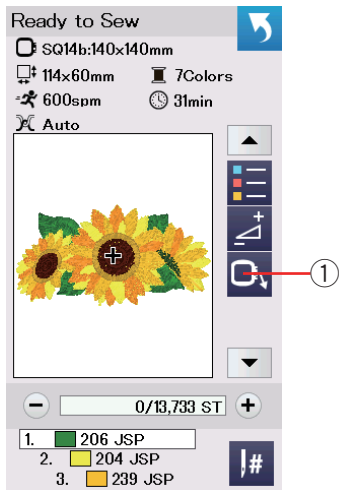 Ready to Sew
SQ14b:140x140mm
114x60mm 7Colors
600spm 31min
Auto
1
0/13,733 ST
1. 206 JSP
2. 204 JSP
3. 239 JSP
#